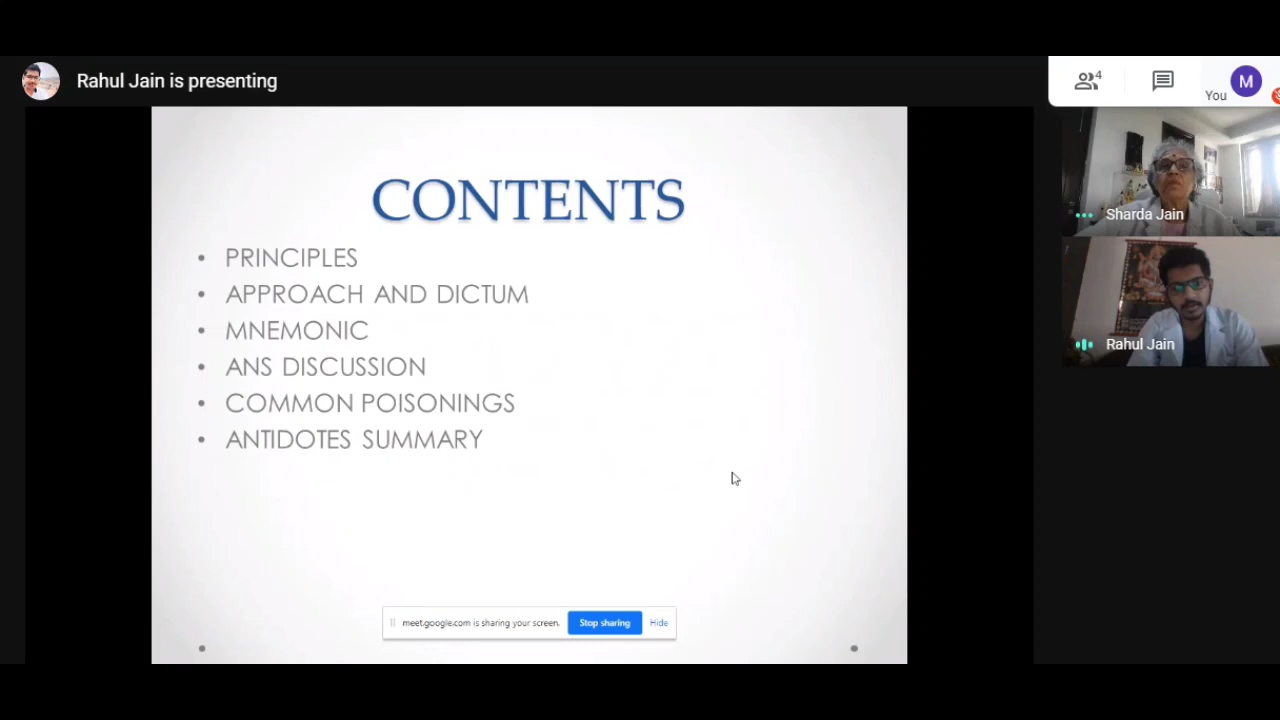 Rahul Jain is presenting
4
You
M
CONTENTS
• PRINCIPLES
• APPROACH AND DICTUM
• MNEMONIC
• ANS DISCUSSION
• COMMON POISONINGS
• ANTIDOTES SUMMARY
meet.google.com is sharing your screen.
Stop sharing
Hide
Sharda Jain
Rahul Jain